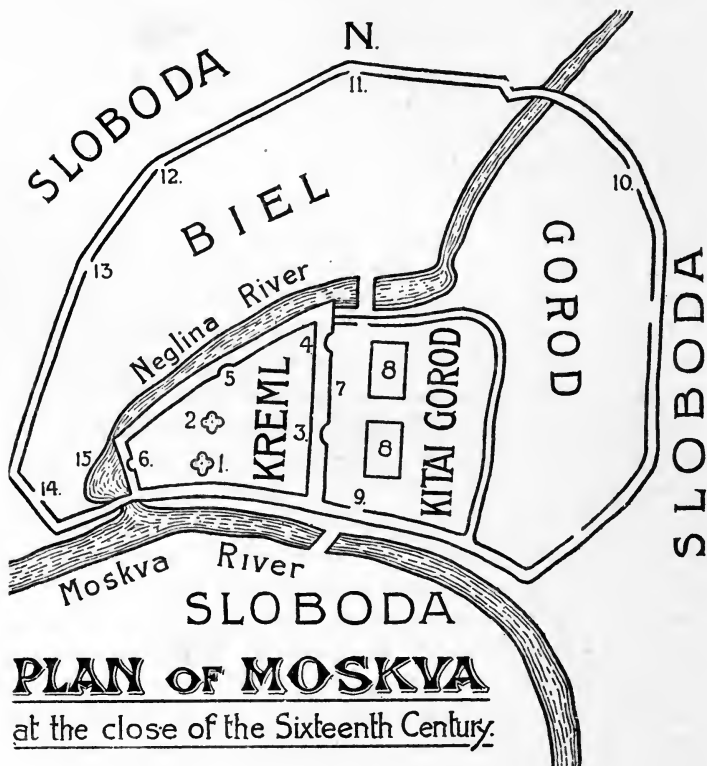 N.
SLOBODA
11.
12.
10.
BIEL
13
GOROD
SLOBODA
Neglina River
4.
5
7
8
KREML
KITAI GOROD
2
3.
8
15
6.
1.
14.
9.
Moskva River
SLOBODA
PLAN OF MOSKVA
at the close of the Sixteenth Century.